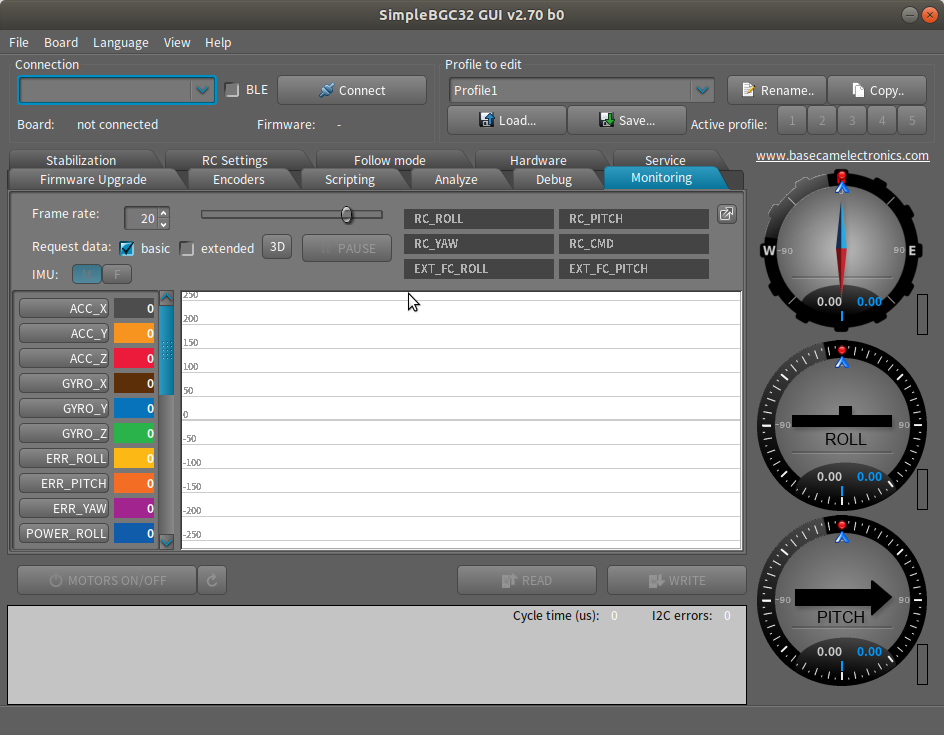 SimpleBGC32 GUI v2.70 b0
File Board Language View Help
Connection
Profile to edit
BLE Connect
Profile1
Rename.. Copy..
Board: not connected Firmware: -
Load... Save... Active profile: 1 2 3 4 5
Stabilization RC Settings Follow mode Hardware Service
www.basecamelectronics.com
Firmware Upgrade Encoders Scripting Analyze Debug Monitoring
Frame rate: 20
RC_ROLL RC_PITCH
Request data: basic extended 3D PAUSE
RC_YAW RC_CMD
IMU: M F
EXT_FC_ROLL EXT_FC_PITCH
W -90 90 E
0.00 0.00
ACC_X 0
ACC_Y 0
ACC_Z 0
GYRO_X 0
GYRO_Y 0
GYRO_Z 0
ERR_ROLL 0
ERR_PITCH 0
ERR_YAW 0
POWER_ROLL 0
250
200
150
100
50
0
-50
-100
-150
-200
-250
-90 90
ROLL
0.00 0.00
-90 90
PITCH
0.00 0.00
MOTORS ON/OFF READ WRITE
Cycle time (us): 0 I2C errors: 0